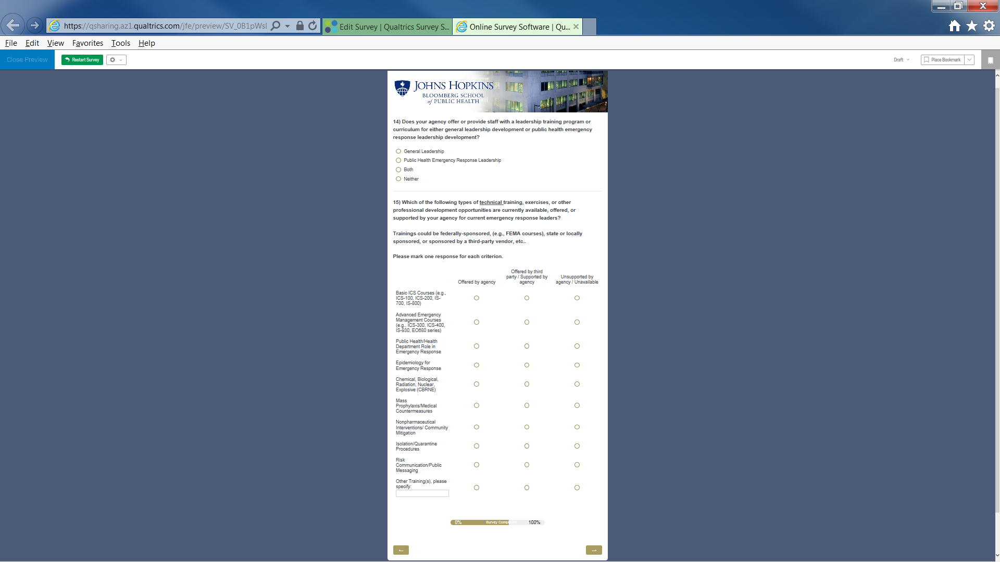 https://qsharing.az1.qualtrics.com/jfe/preview/SV_0B1pWsl
Edit Survey | Qualtrics Survey S...
Online Survey Software | Qu...
File Edit View Favorites Tools Help
Close Preview
Restart Survey
Draft
Place Bookmark
JOHNS HOPKINS
BLOOMBERG SCHOOL
of PUBLIC HEALTH
14) Does your agency offer or provide staff with a leadership training program or
curriculum for either general leadership development or public health emergency
response leadership development?
General Leadership
Public Health Emergency Response Leadership
Both
Neither
15) Which of the following types of technical training, exercises, or other
professional development opportunities are currently available, offered, or
supported by your agency for current emergency response leaders?
Trainings could be federally-sponsored, (e.g., FEMA courses), state or locally
sponsored, or sponsored by a third-party vendor, etc..
Please mark one response for each criterion.
Offered by agency
Offered by third
party / Supported by
agency
Unsupported by
agency / Unavailable
Basic ICS Courses (e.g.,
ICS-100, ICS-200, IS-
700, IS-800)
Advanced Emergency
Management Courses
(e.g., ICS-300, ICS-400,
IS-930, EO680 series)
Public Health/Health
Department Role in
Emergency Response
Epidemiology for
Emergency Response
Chemical, Biological,
Radiation, Nuclear,
Explosive (CBRNE)
Mass
Prophylaxis/Medical
Countermeasures
Nonpharmaceutical
Interventions/ Community
Mitigation
Isolation/Quarantine
Procedures
Risk
Communication/Public
Messaging
Other Training(s), please
specify:
0% Survey 100%